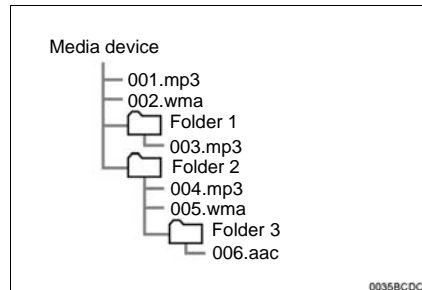 Media device
001.mp3
002.wma
Folder 1
003.mp3
Folder 2
004.mp3
005.wma
Folder 3
006.aac
0035BCDC